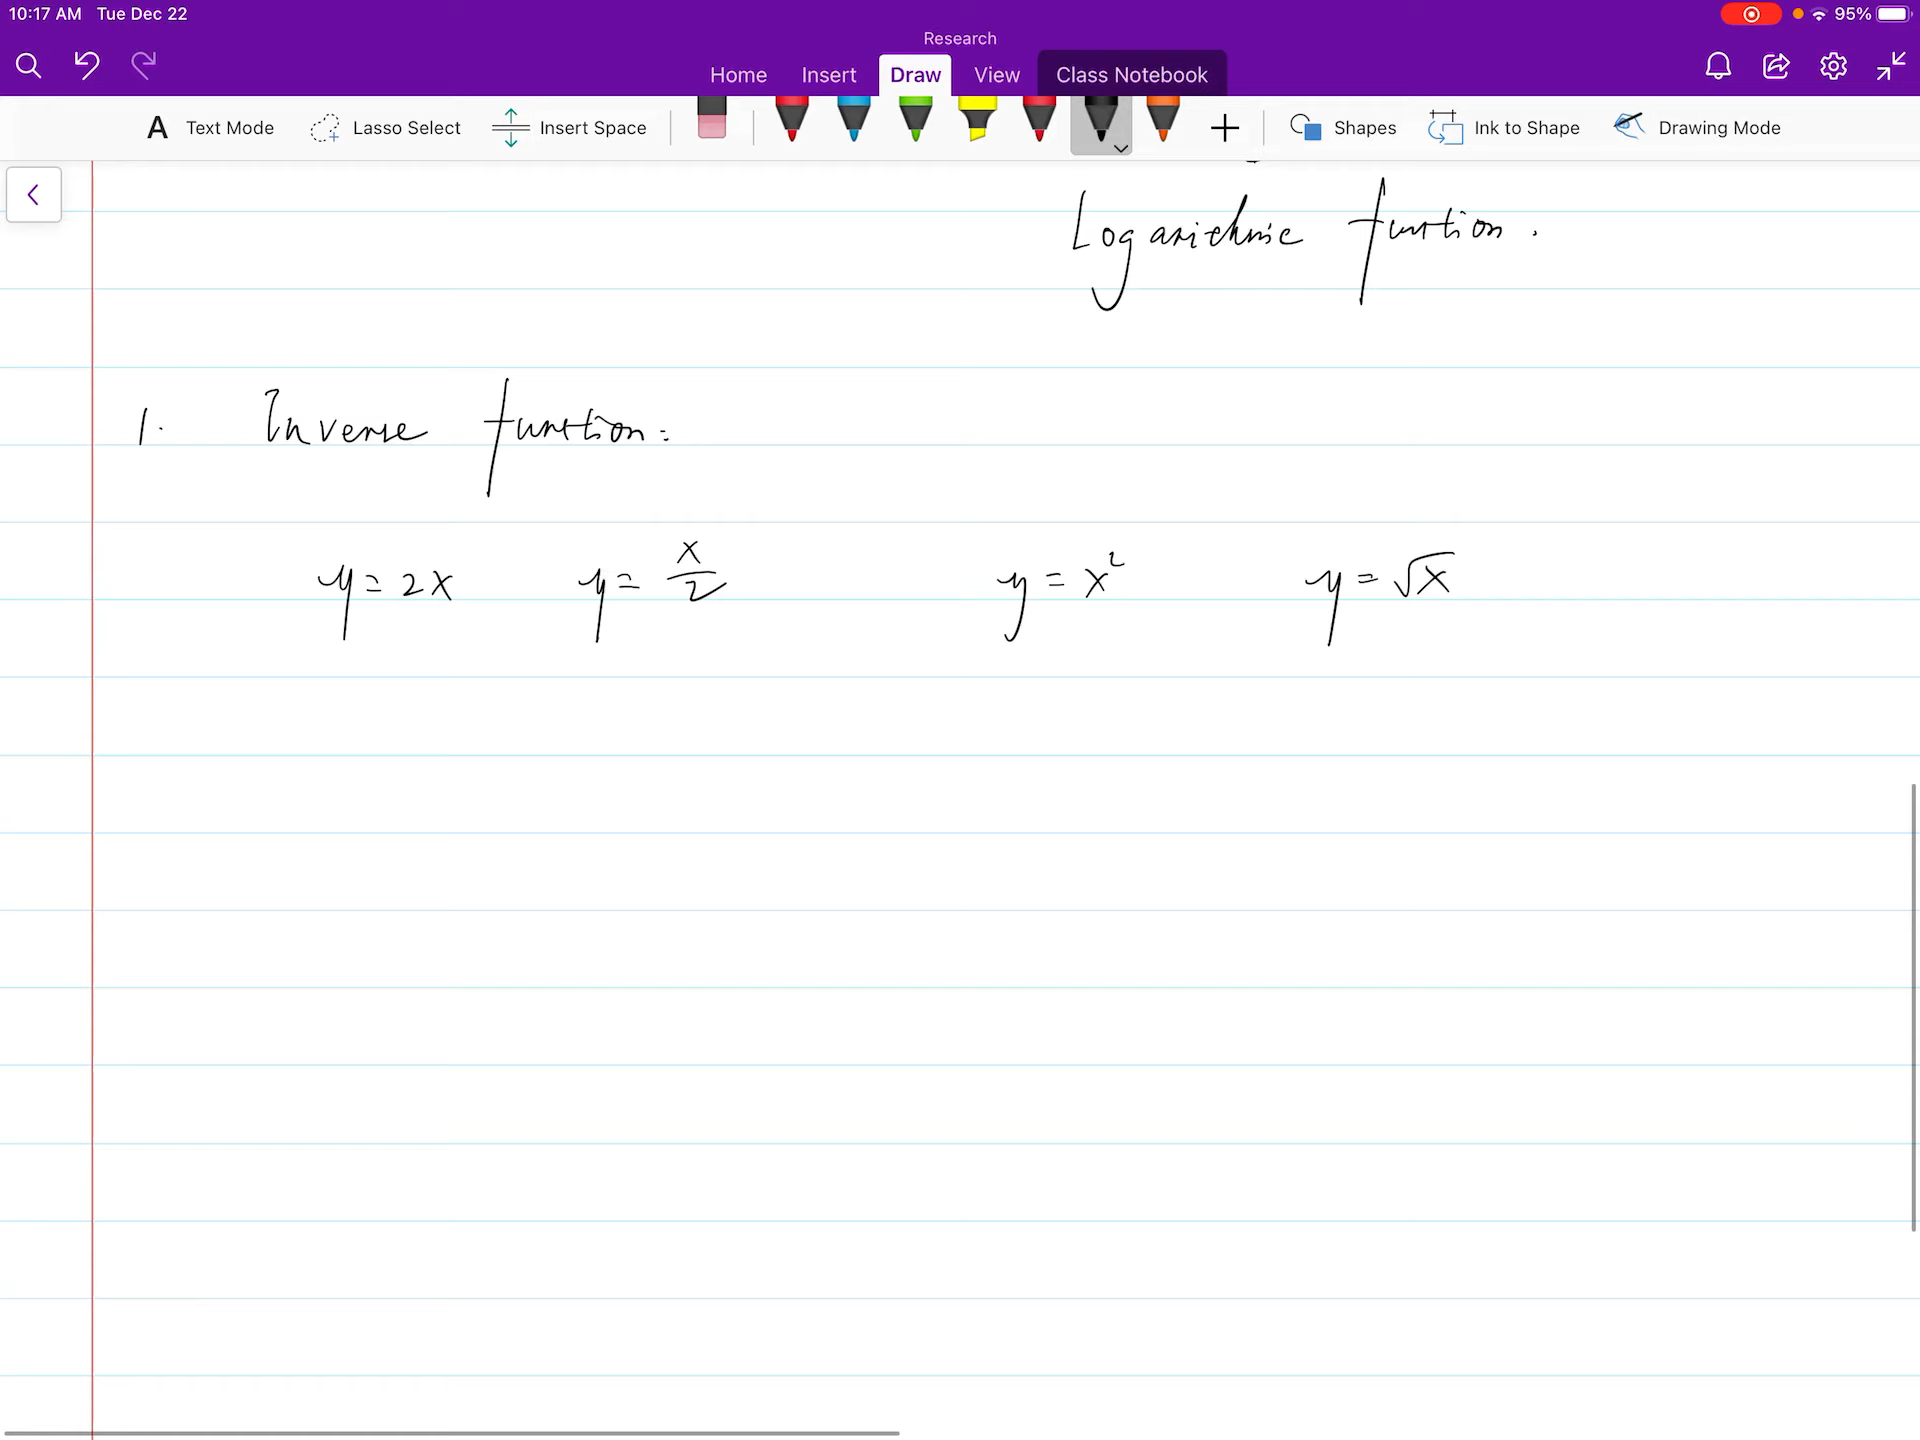 10:17 AM Tue Dec 22
95%
Research
Home Insert Draw View Class Notebook
Text Mode Lasso Select Insert Space Shapes Ink to Shape Drawing Mode
Logarithmic function.
1. Inverse function:
y = 2x y = x/2 y = x² y = √x